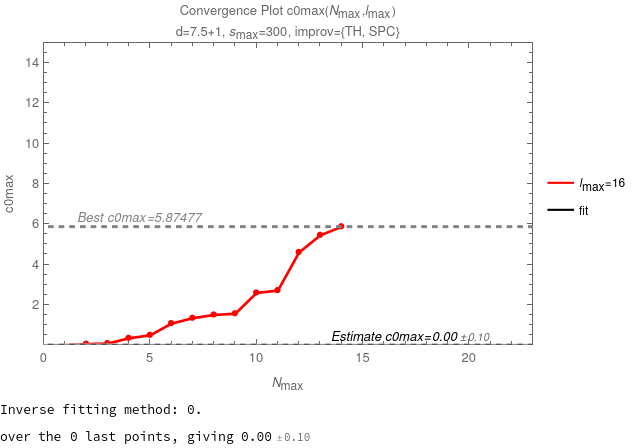 Convergence Plot c0max(Nmax,lmax)
d=7.5+1, smax=300, improv={TH, SPC}
14
12
10
8
6
4
2
c0max
Best c0max=5.87477
Estimate c0max=0.00 ±0.10
0 5 10 15 20
Nmax
lmax=16
fit
Inverse fitting method: 0.
over the 0 last points, giving 0.00 ±0.10